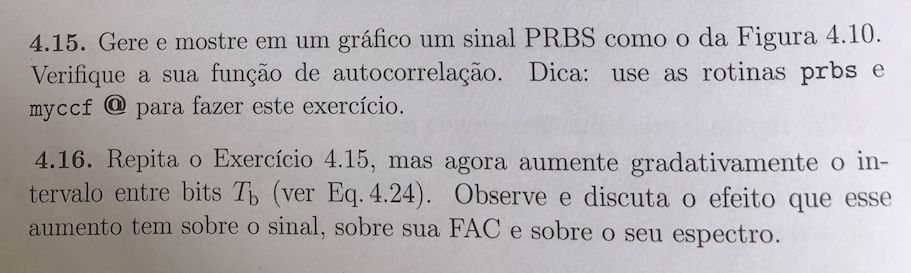 4.15. Gere e mostre em um gráfico um sinal PRBS como o da Figura 4.10.
Verifique a sua função de autocorrelação. Dica: use as rotinas prbs e
myccf @ para fazer este exercício.
4.16. Repita o Exercício 4.15, mas agora aumente gradativamente o in-
tervalo entre bits Tb (ver Eq. 4.24). Observe e discuta o efeito que esse
aumento tem sobre o sinal, sobre sua FAC e sobre o seu espectro.